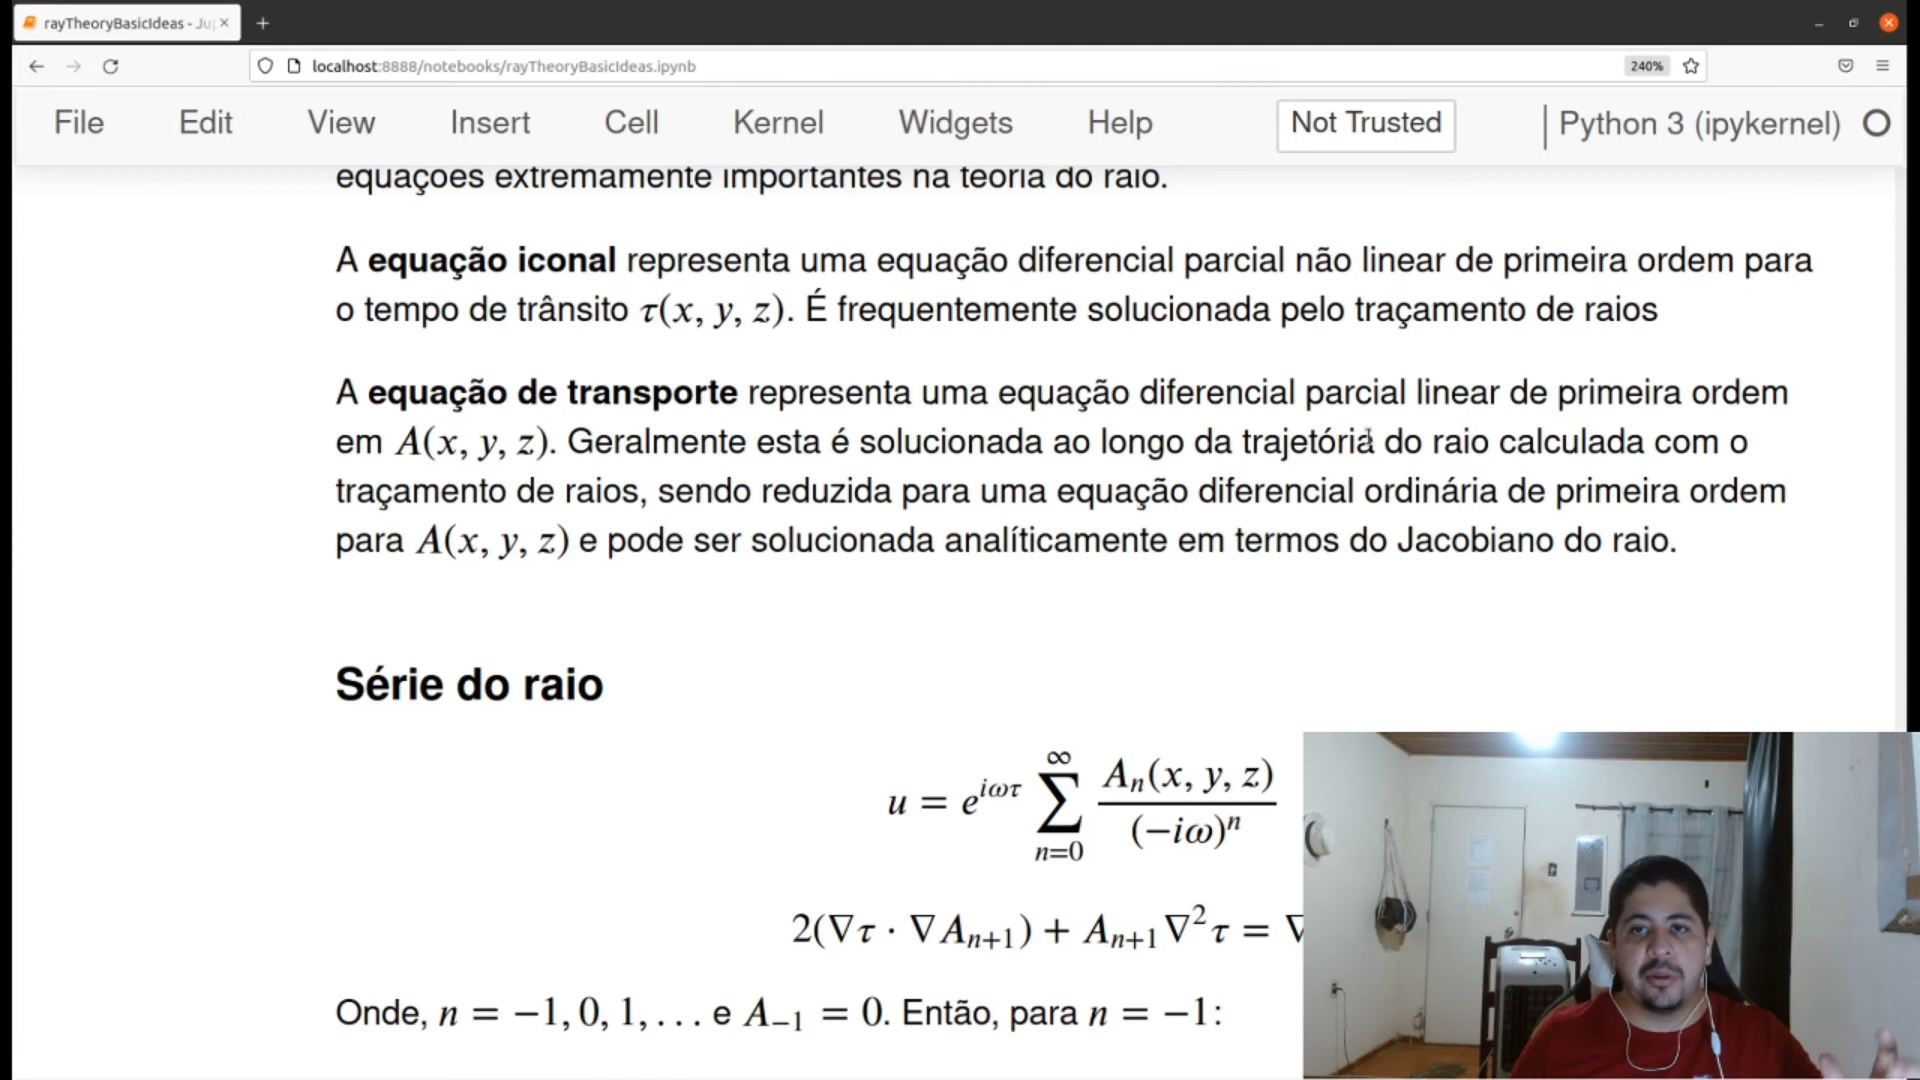 rayTheoryBasicIdeas - Ju
localhost:8888/notebooks/rayTheoryBasicIdeas.ipynb
240%
File Edit View Insert Cell Kernel Widgets Help Not Trusted Python 3 (ipykernel)
equações extremamente importantes na teoria do raio.
A equação iconal representa uma equação diferencial parcial não linear de primeira ordem para
o tempo de trânsito τ(x, y, z). É frequentemente solucionada pelo traçamento de raios
A equação de transporte representa uma equação diferencial parcial linear de primeira ordem
em A(x, y, z). Geralmente esta é solucionada ao longo da trajetória do raio calculada com o
traçamento de raios, sendo reduzida para uma equação diferencial ordinária de primeira ordem
para A(x, y, z) e pode ser solucionada analíticamente em termos do Jacobiano do raio.
Série do raio
u = e^{iωτ} ∑_{n=0}^{∞} A_n(x, y, z) / (−iω)^n
2(∇τ · ∇A_{n+1}) + A_{n+1}∇²τ = ∇
Onde, n = −1, 0, 1, . . . e A_{−1} = 0. Então, para n = −1: